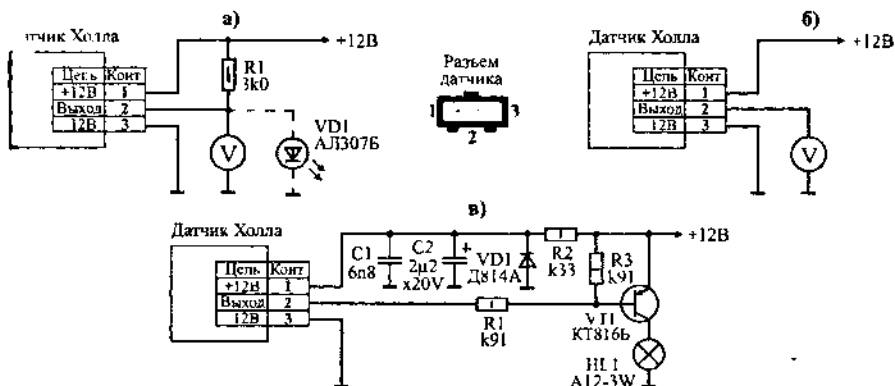 а)
тчик Холла
Цепь Конт
+12В 1
Выход 2
12В 3
R1
3k0
+12В
V
VD1
АЛ307Б
Разъем
датчика
1 3
2
б)
Датчик Холла
Цепь Конт
+12В 1
Выход 2
12В 3
+12В
V
в)
Датчик Холла
Цепь Конт
+12В 1
Выход 2
12В 3
C1
6n8
C2
2µ2
x20V
+
VD1
Д814А
R2
k33
R3
k91
+12В
R1
k91
VT1
КТ816Б
HL1
A12-3W